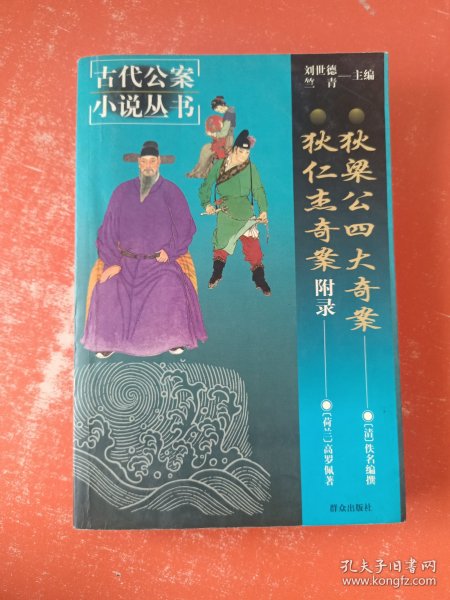 古代公案
小说丛书
刘世德
竺青
主编
狄梁公四大奇案
[清]佚名编撰
狄仁杰奇案 附录
[荷兰]高罗佩著
群众出版社
孔夫子旧书网
www.kongfz.com